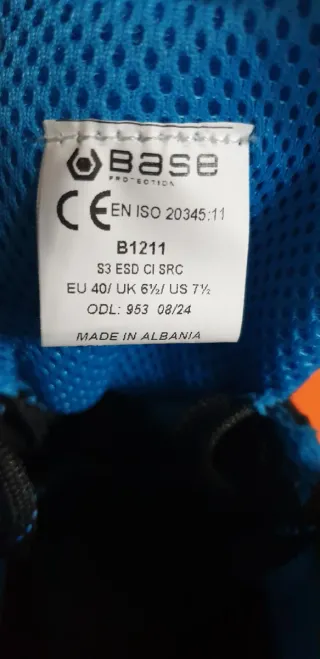 Base
PROTECTION
CE EN ISO 20345:11
B1211
S3 ESD CI SRC
EU 40/ UK 6½/ US 7½
ODL: 953 08/24
MADE IN ALBANIA